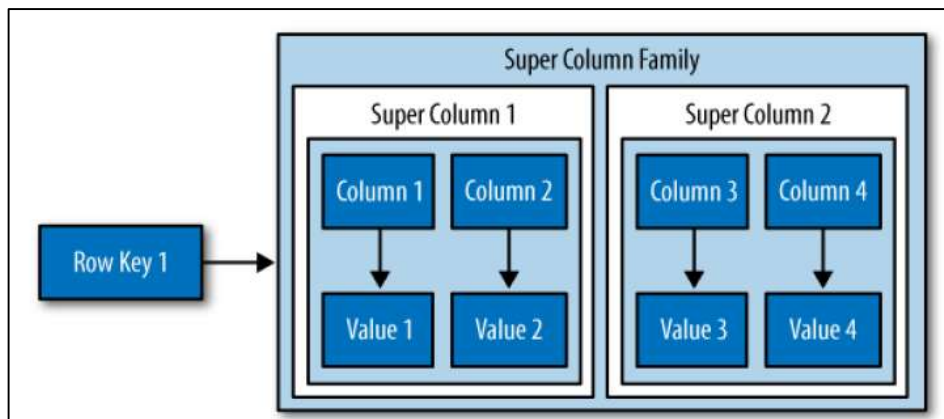 Super Column Family
Super Column 1
Super Column 2
Column 1
Column 2
Column 3
Column 4
Row Key 1
Value 1
Value 2
Value 3
Value 4